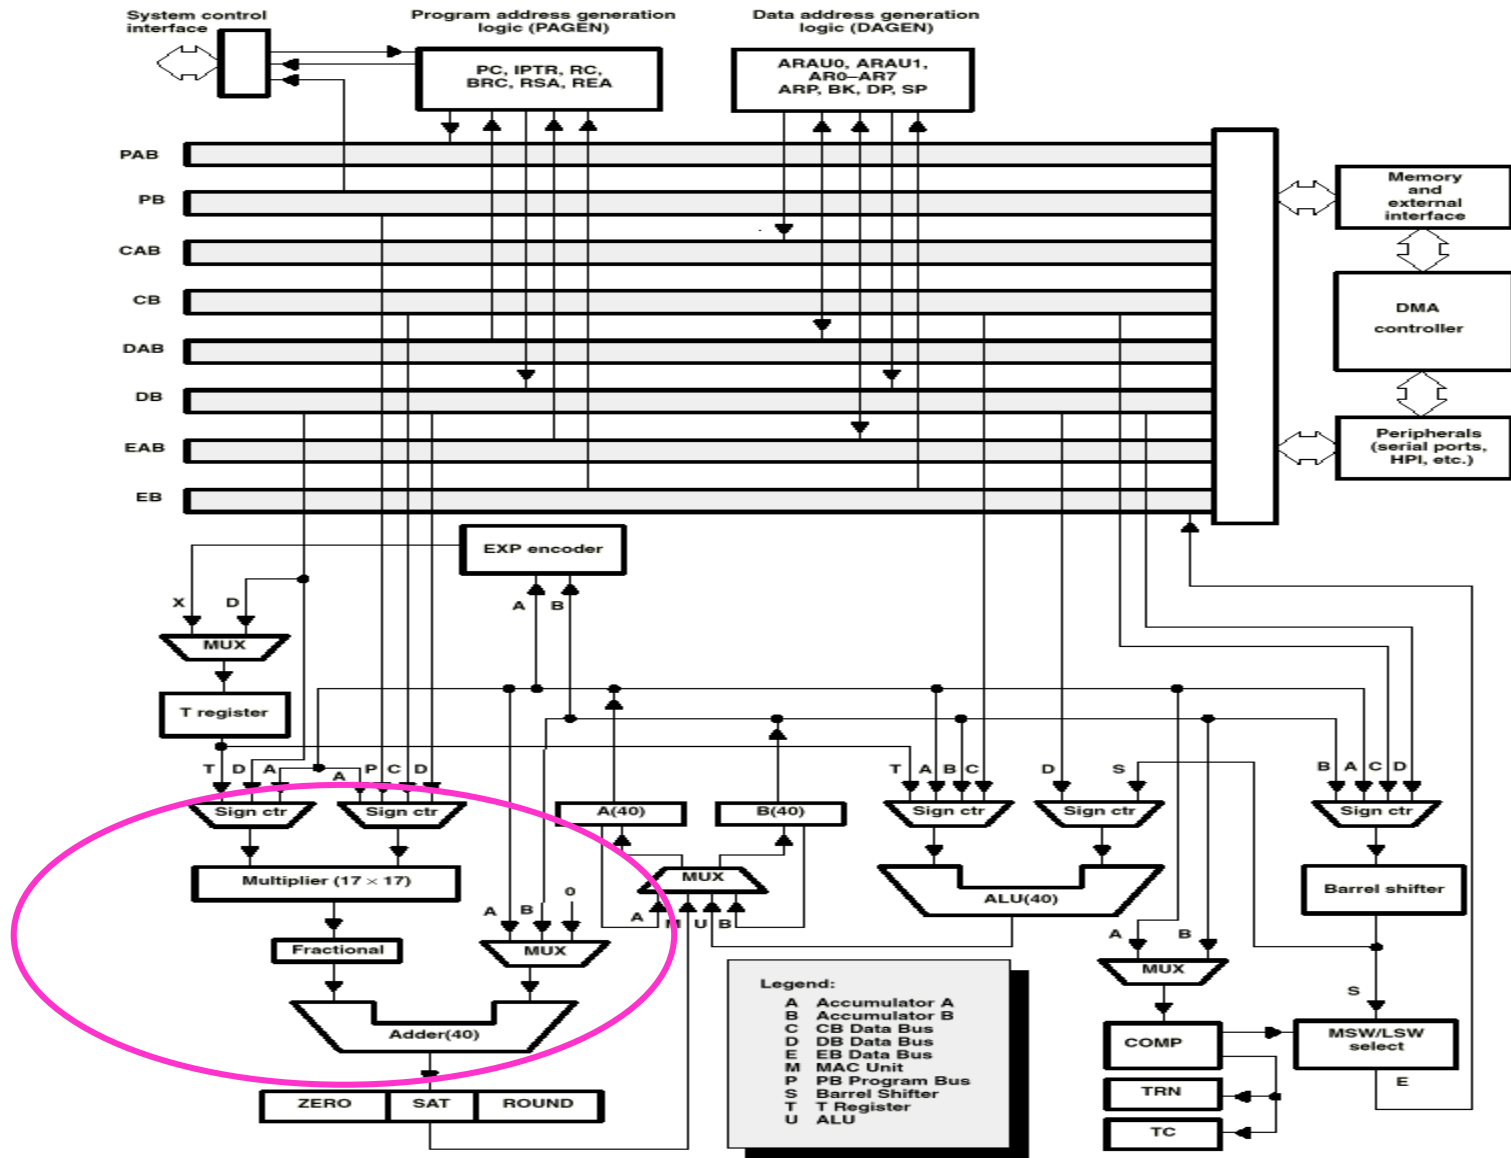 System control
interface
Program address generation
logic (PAGEN)
Data address generation
logic (DAGEN)
PC, IPTR, RC,
BRC, RSA, REA
ARAU0, ARAU1,
AR0–AR7
ARP, BK, DP, SP
PAB
PB
CAB
CB
DAB
DB
EAB
EB
Memory
and
external
interface
DMA
controller
Peripherals
(serial ports,
HPI, etc.)
EXP encoder
A B
X D
MUX
T register
T D A
A P C D
T A B C
D S
B A C D
Sign ctr
Sign ctr
A(40)
B(40)
Sign ctr
Sign ctr
Sign ctr
Multiplier (17 × 17)
MUX
ALU(40)
Barrel shifter
A B 0
A M U B
Fractional
MUX
A B
MUX
S
Adder(40)
COMP
MSW/LSW
select
E
ZERO SAT ROUND
TRN
TC
Legend:
A Accumulator A
B Accumulator B
C CB Data Bus
D DB Data Bus
E EB Data Bus
M MAC Unit
P PB Program Bus
S Barrel Shifter
T T Register
U ALU